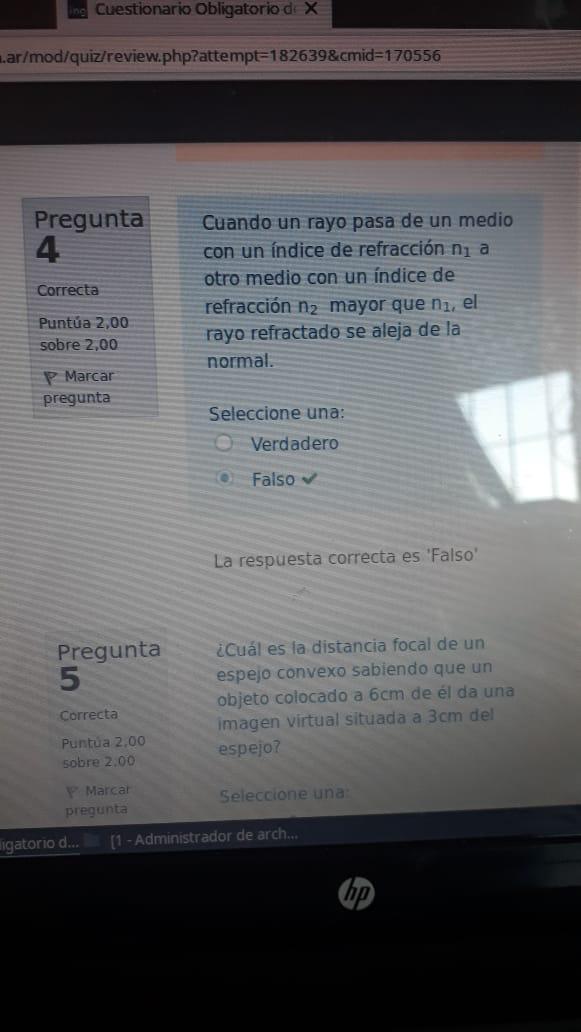 ing Cuestionario Obligatorio d
.ar/mod/quiz/review.php?attempt=182639&cmid=170556
Pregunta
4
Correcta
Puntúa 2,00
sobre 2,00
Marcar
pregunta
Cuando un rayo pasa de un medio
con un índice de refracción n₁ a
otro medio con un índice de
refracción n₂ mayor que n₁, el
rayo refractado se aleja de la
normal.
Seleccione una:
Verdadero
Falso
La respuesta correcta es 'Falso'
Pregunta
5
Correcta
Puntúa 2,00
sobre 2,00
Marcar
pregunta
¿Cuál es la distancia focal de un
espejo convexo sabiendo que un
objeto colocado a 6cm de él da una
imagen virtual situada a 3cm del
espejo?
Seleccione una:
ligatorio d...
[1 - Administrador de arch...
hp